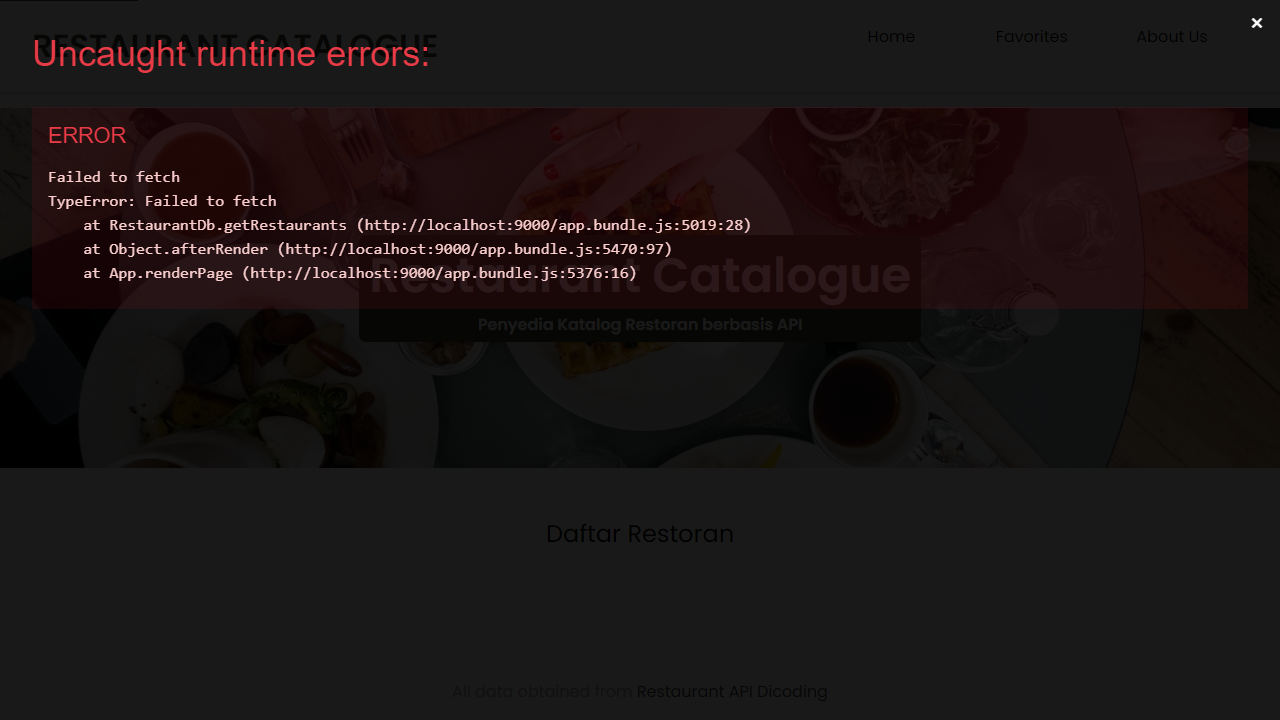 RESTAURANT CATALOGUE
Home Favorites About Us
Uncaught runtime errors:
ERROR
Failed to fetch
TypeError: Failed to fetch
at RestaurantDb.getRestaurants (http://localhost:9000/app.bundle.js:5019:28)
at Object.afterRender (http://localhost:9000/app.bundle.js:5470:97)
at App.renderPage (http://localhost:9000/app.bundle.js:5376:16)
Restaurant Catalogue
Penyedia Katalog Restoran berbasis API
Daftar Restoran
All data obtained from Restaurant API Dicoding